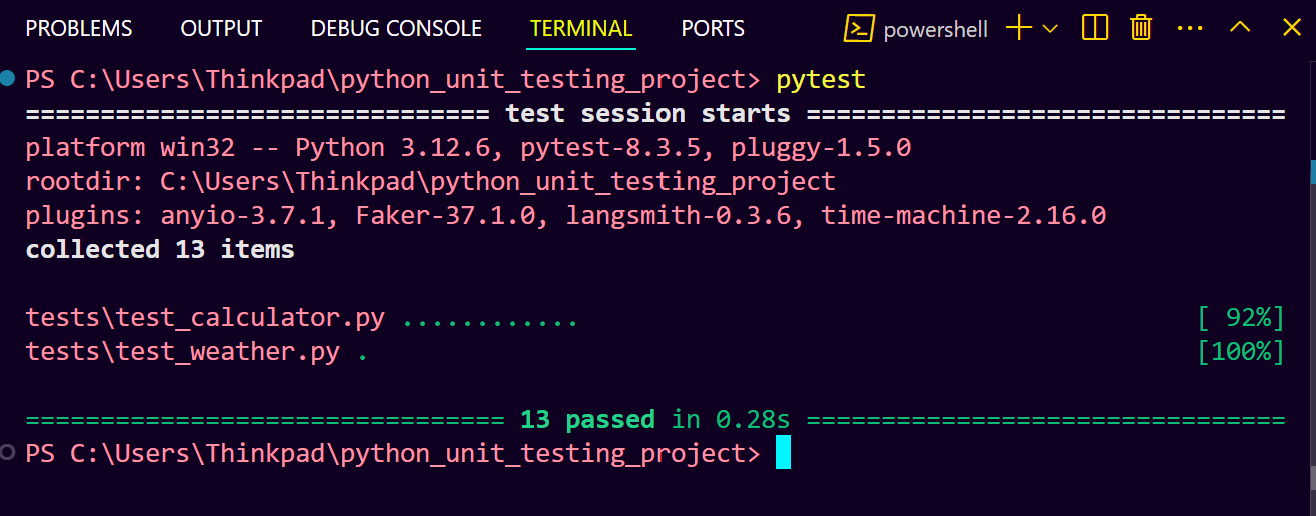 PROBLEMS OUTPUT DEBUG CONSOLE TERMINAL PORTS powershell
PS C:\Users\Thinkpad\python_unit_testing_project> pytest
=============================== test session starts ================================
platform win32 -- Python 3.12.6, pytest-8.3.5, pluggy-1.5.0
rootdir: C:\Users\Thinkpad\python_unit_testing_project
plugins: anyio-3.7.1, Faker-37.1.0, langsmith-0.3.6, time-machine-2.16.0
collected 13 items
tests\test_calculator.py ............ [ 92%]
tests\test_weather.py . [100%]
================================ 13 passed in 0.28s ================================
PS C:\Users\Thinkpad\python_unit_testing_project>